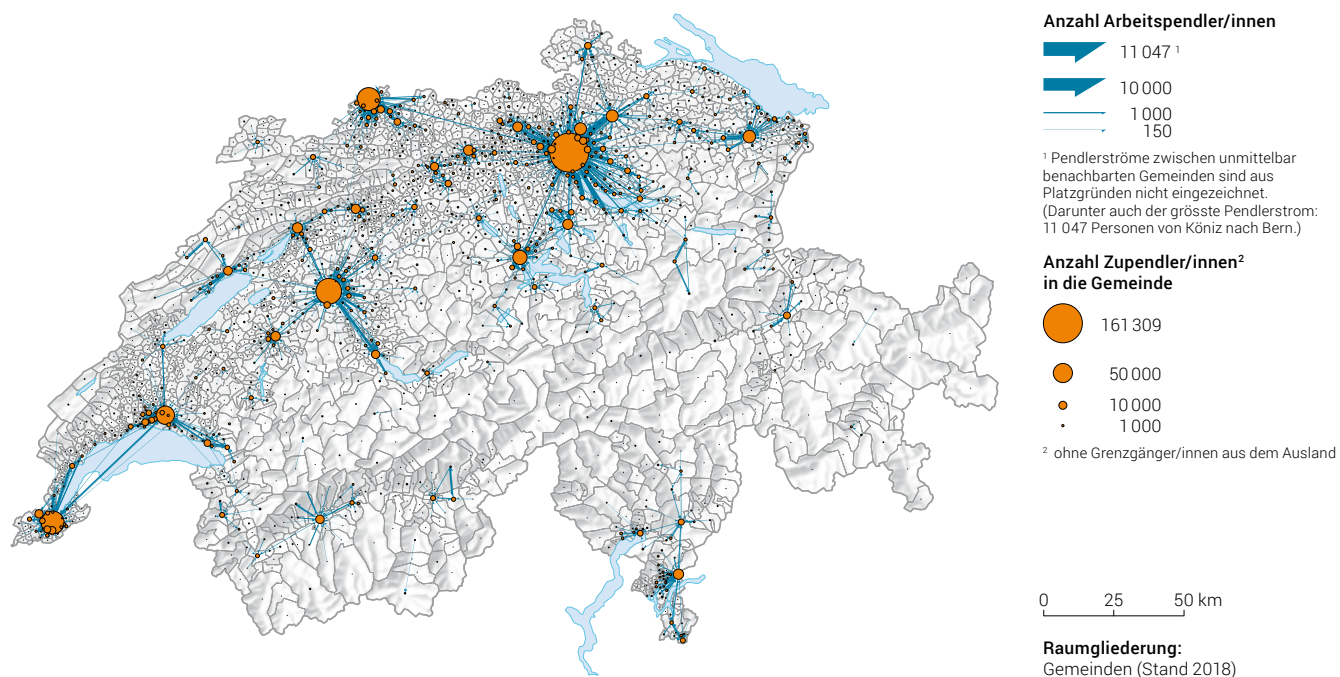 Anzahl Arbeitspendler/innen
11 047 ¹
10 000
1 000
150
¹ Pendlerströme zwischen unmittelbar
benachbarten Gemeinden sind aus
Platzgründen nicht eingezeichnet.
(Darunter auch der grösste Pendlerstrom:
11 047 Personen von Köniz nach Bern.)
Anzahl Zupendler/innen²
in die Gemeinde
161 309
50 000
10 000
1 000
² ohne Grenzgänger/innen aus dem Ausland
0 25 50 km
Raumgliederung:
Gemeinden (Stand 2018)